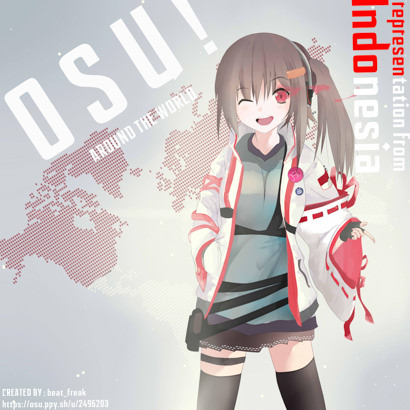 OSU!
AROUND THE WORLD
representation from
Indonesia
CREATED BY : beat_freak
https://osu.ppy.sh/u/2496203